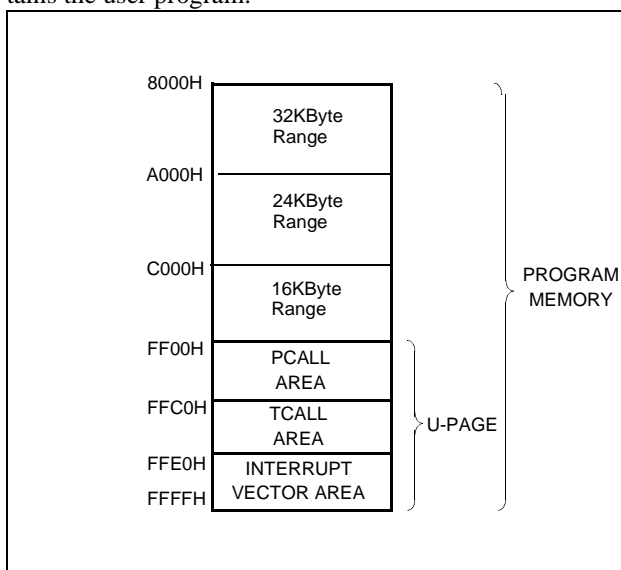 tains the user program.
8000H
32KByte
Range
A000H
24KByte
Range
C000H
16KByte
Range
PROGRAM
MEMORY
FF00H
PCALL
AREA
FFC0H
TCALL
AREA
U-PAGE
FFE0H
INTERRUPT
VECTOR AREA
FFFFH